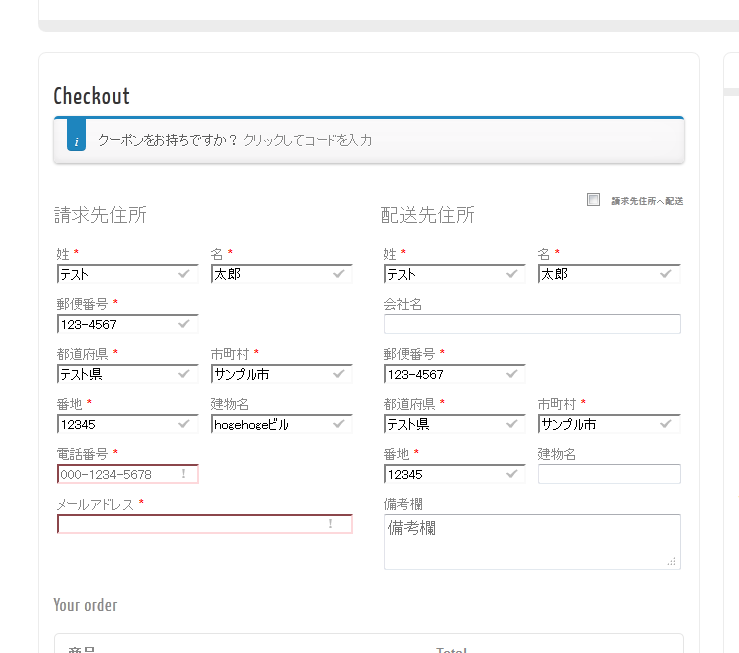 Checkout
i クーポンをお持ちですか？ クリックしてコードを入力
請求先住所
姓 * 名 *
テスト 太郎
郵便番号 *
123-4567
都道府県 * 市町村 *
テスト県 サンプル市
番地 * 建物名
12345 hogehogeビル
電話番号 *
000-1234-5678 !
メールアドレス *
!
請求先住所へ配送
配送先住所
姓 * 名 *
テスト 太郎
会社名
郵便番号 *
123-4567
都道府県 * 市町村 *
テスト県 サンプル市
番地 * 建物名
12345
備考欄
備考欄
Your order
商品 Total